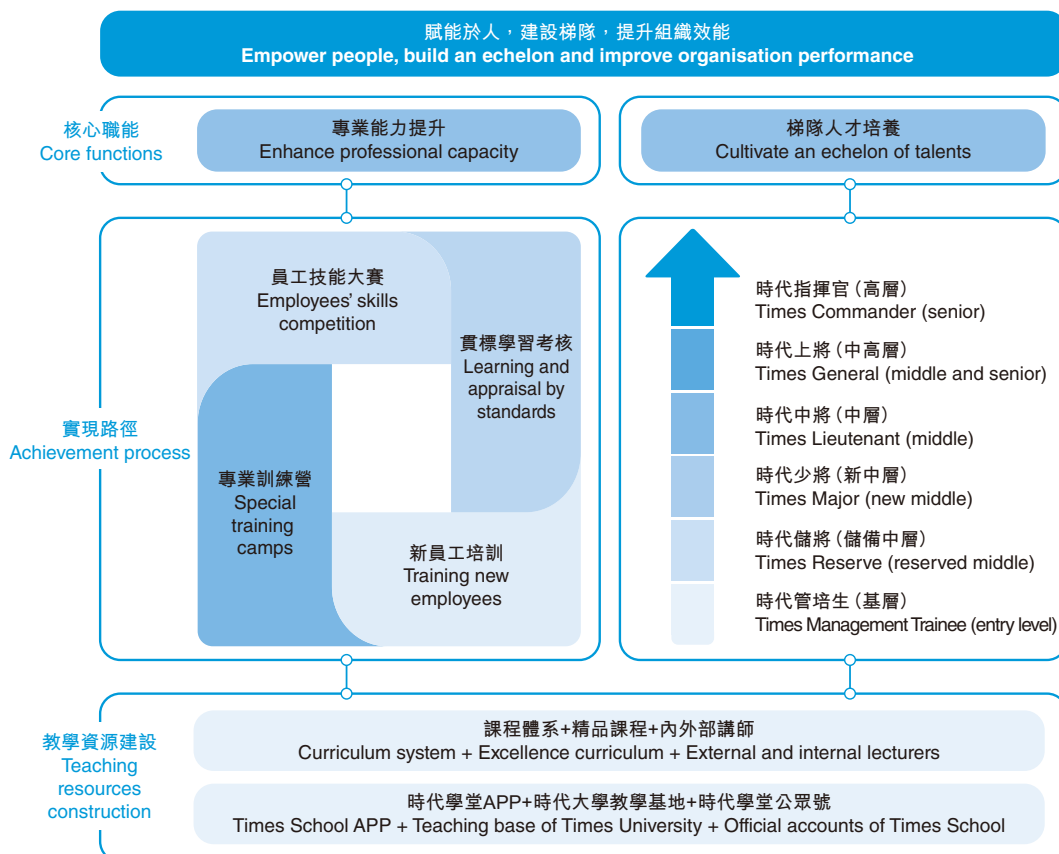 賦能於人，建設梯隊，提升組織效能
Empower people, build an echelon and improve organisation performance
核心職能
Core functions
專業能力提升
Enhance professional capacity
梯隊人才培養
Cultivate an echelon of talents
實現路徑
Achievement process
員工技能大賽
Employees' skills
competition
貫標學習考核
Learning and
appraisal by
standards
專業訓練營
Special
training
camps
新員工培訓
Training new
employees
時代指揮官（高層）
Times Commander (senior)
時代上將（中高層）
Times General (middle and senior)
時代中將（中層）
Times Lieutenant (middle)
時代少將（新中層）
Times Major (new middle)
時代儲將（儲備中層）
Times Reserve (reserved middle)
時代管培生（基層）
Times Management Trainee (entry level)
教學資源建設
Teaching
resources
construction
課程體系+精品課程+內外部講師
Curriculum system + Excellence curriculum + External and internal lecturers
時代學堂APP+時代大學教學基地+時代學堂公眾號
Times School APP + Teaching base of Times University + Official accounts of Times School